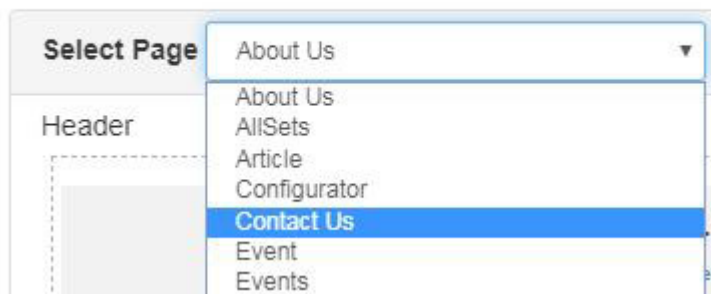 Select Page About Us
About Us
Header
AllSets
Article
Configurator
Contact Us
Event
Events